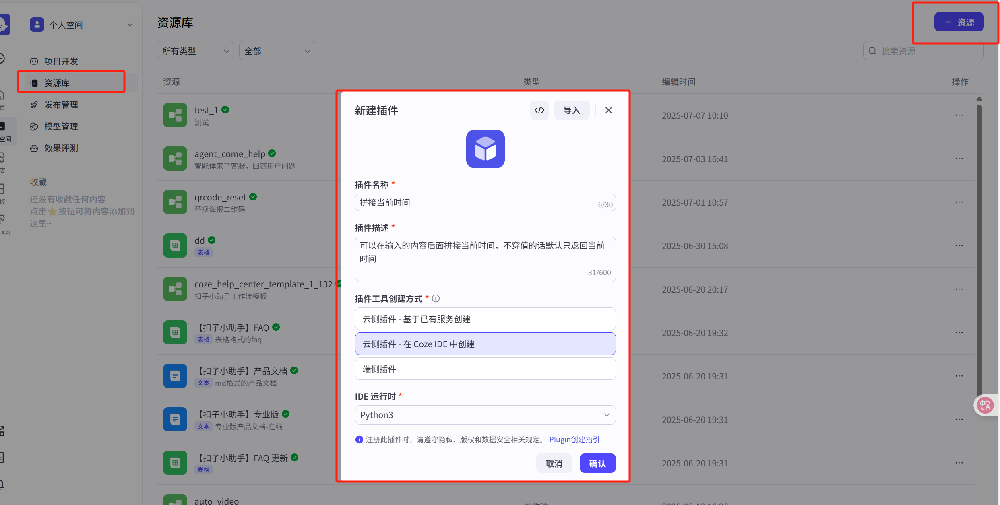 个人空间
项目开发
资源库
发布管理
模型管理
效果评测
收藏
还没有收藏任何内容
点击⭐按钮可将内容添加到
这里~
页
空间
店
板
API
资源库
+ 资源
所有类型
全部
搜索资源
资源 类型 编辑时间 操作
test_1
测试
2025-07-07 10:10
agent_come_help
智能体来了客服，回答用户问题
2025-07-03 16:41
qrcode_reset
替换海报二维码
2025-07-01 10:57
dd
表格
2025-06-30 15:08
coze_help_center_template_1_132
扣子小助手工作流模板
2025-06-20 20:17
【扣子小助手】FAQ
表格 表格格式的faq
2025-06-20 19:32
【扣子小助手】产品文档
文本 md格式的产品文档
2025-06-20 19:31
【扣子小助手】专业版
文本 专业版产品文档-在线
2025-06-20 19:31
【扣子小助手】FAQ 更新
表格
2025-06-20 19:31
auto_video
新建插件
</>
导入
插件名称 *
拼接当前时间
6/30
插件描述 *
可以在输入的内容后面拼接当前时间，不穿值的话默认只返回当前
时间
31/600
插件工具创建方式 *
云侧插件 - 基于已有服务创建
云侧插件 - 在 Coze IDE 中创建
端侧插件
IDE 运行时 *
Python3
注册此插件时，请遵守隐私、版权和数据安全相关规定。 Plugin创建指引
取消
确认
中A